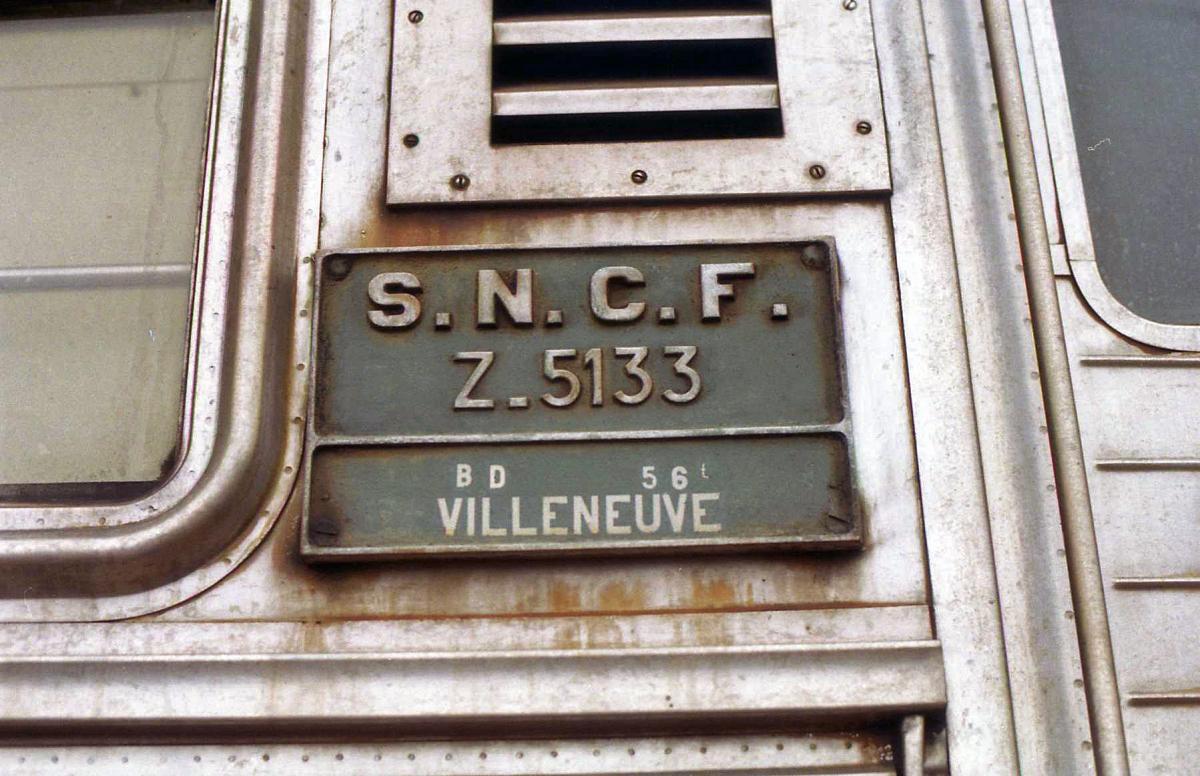 S.N.C.F.
Z.5133
BD 56t
VILLENEUVE